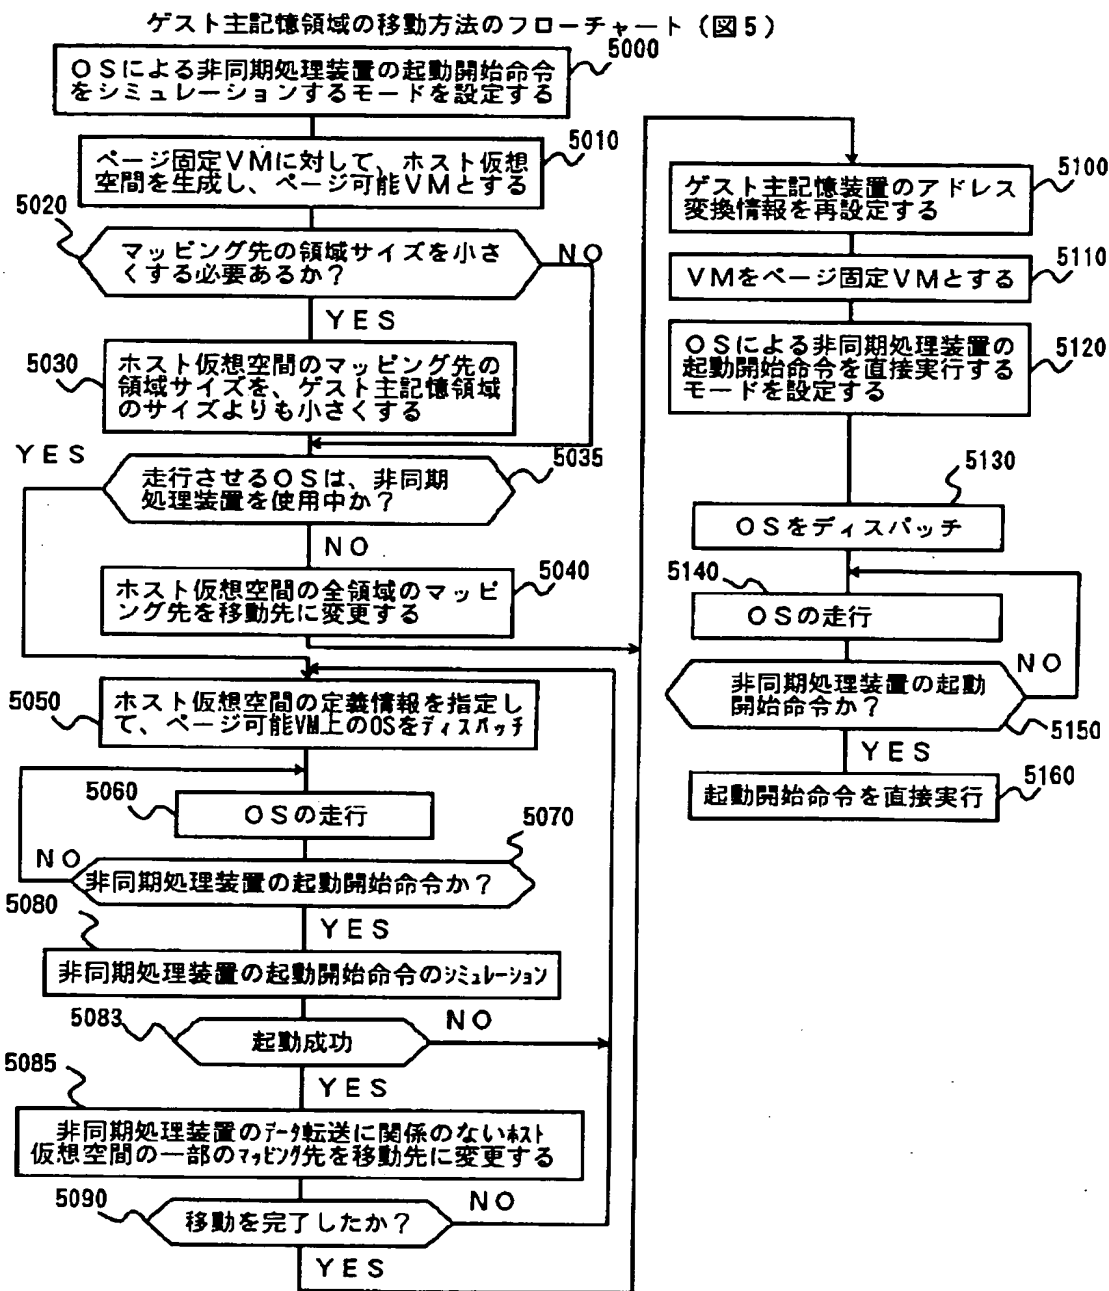 ゲスト主記憶領域の移動方法のフローチャート（図５）
5000
ＯＳによる非同期処理装置の起動開始命令
をシミュレーションするモードを設定する
5010
ページ固定ＶＭに対して、ホスト仮想
空間を生成し、ページ可能ＶＭとする
5020
マッピング先の領域サイズを小さ
くする必要あるか？
ＮＯ
ＹＥＳ
5030
ホスト仮想空間のマッピング先の
領域サイズを、ゲスト主記憶領域
のサイズよりも小さくする
ＹＥＳ
5035
走行させるＯＳは、非同期
処理装置を使用中か？
ＮＯ
5040
ホスト仮想空間の全領域のマッピ
ング先を移動先に変更する
5050
ホスト仮想空間の定義情報を指定し
て、ページ可能VM上のOSをディスパッチ
5060
ＯＳの走行
5070
ＮＯ
非同期処理装置の起動開始命令か？
5080
ＹＥＳ
非同期処理装置の起動開始命令のシミュレーション
5083
起動成功
ＮＯ
ＹＥＳ
5085
非同期処理装置のデータ転送に関係のないホスト
仮想空間の一部のマッピング先を移動先に変更する
5090
移動を完了したか？
ＮＯ
ＹＥＳ
5100
ゲスト主記憶装置のアドレス
変換情報を再設定する
5110
ＶＭをページ固定ＶＭとする
5120
ＯＳによる非同期処理装置の
起動開始命令を直接実行する
モードを設定する
5130
ＯＳをディスパッチ
5140
ＯＳの走行
ＮＯ
非同期処理装置の起動
開始命令か？
5150
ＹＥＳ
5160
起動開始命令を直接実行